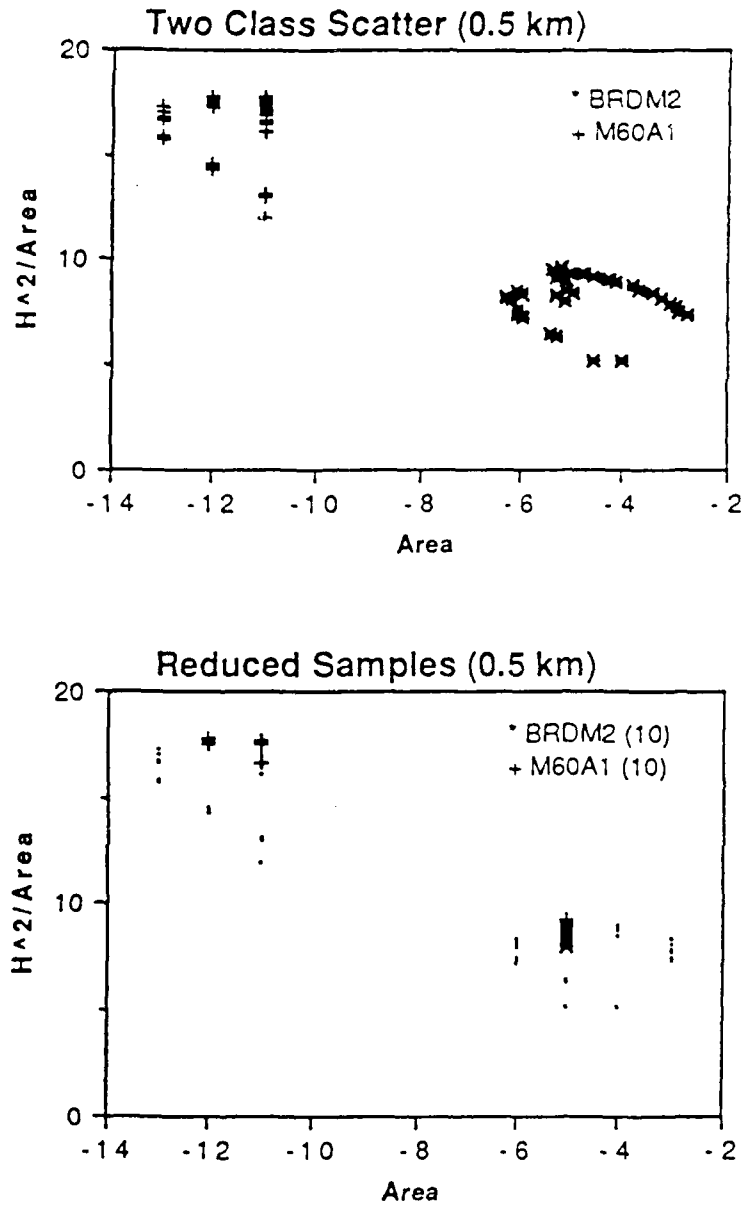 Two Class Scatter (0.5 km)
20
* BRDM2
+ M60A1
10
0
H^2/Area
-14 -12 -10 -8 -6 -4 -2
Area
Reduced Samples (0.5 km)
20
* BRDM2 (10)
+ M60A1 (10)
10
0
H^2/Area
-14 -12 -10 -8 -6 -4 -2
Area